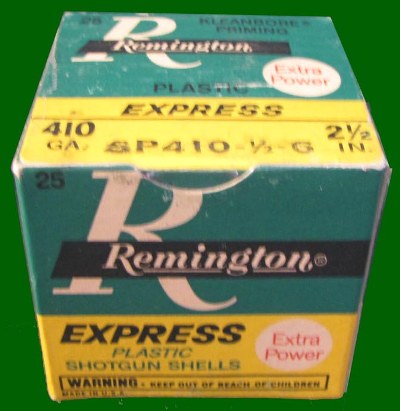 25
R
KLEANBORE®
PRIMING
Remington
Extra
Power
PLASTIC
EXPRESS
410
GA.
SP410-½-6
2½
IN.
25
R
Remington®
EXPRESS
PLASTIC
SHOTGUN SHELLS
Extra
Power
WARNING - KEEP OUT OF REACH OF CHILDREN
MADE IN U.S.A.